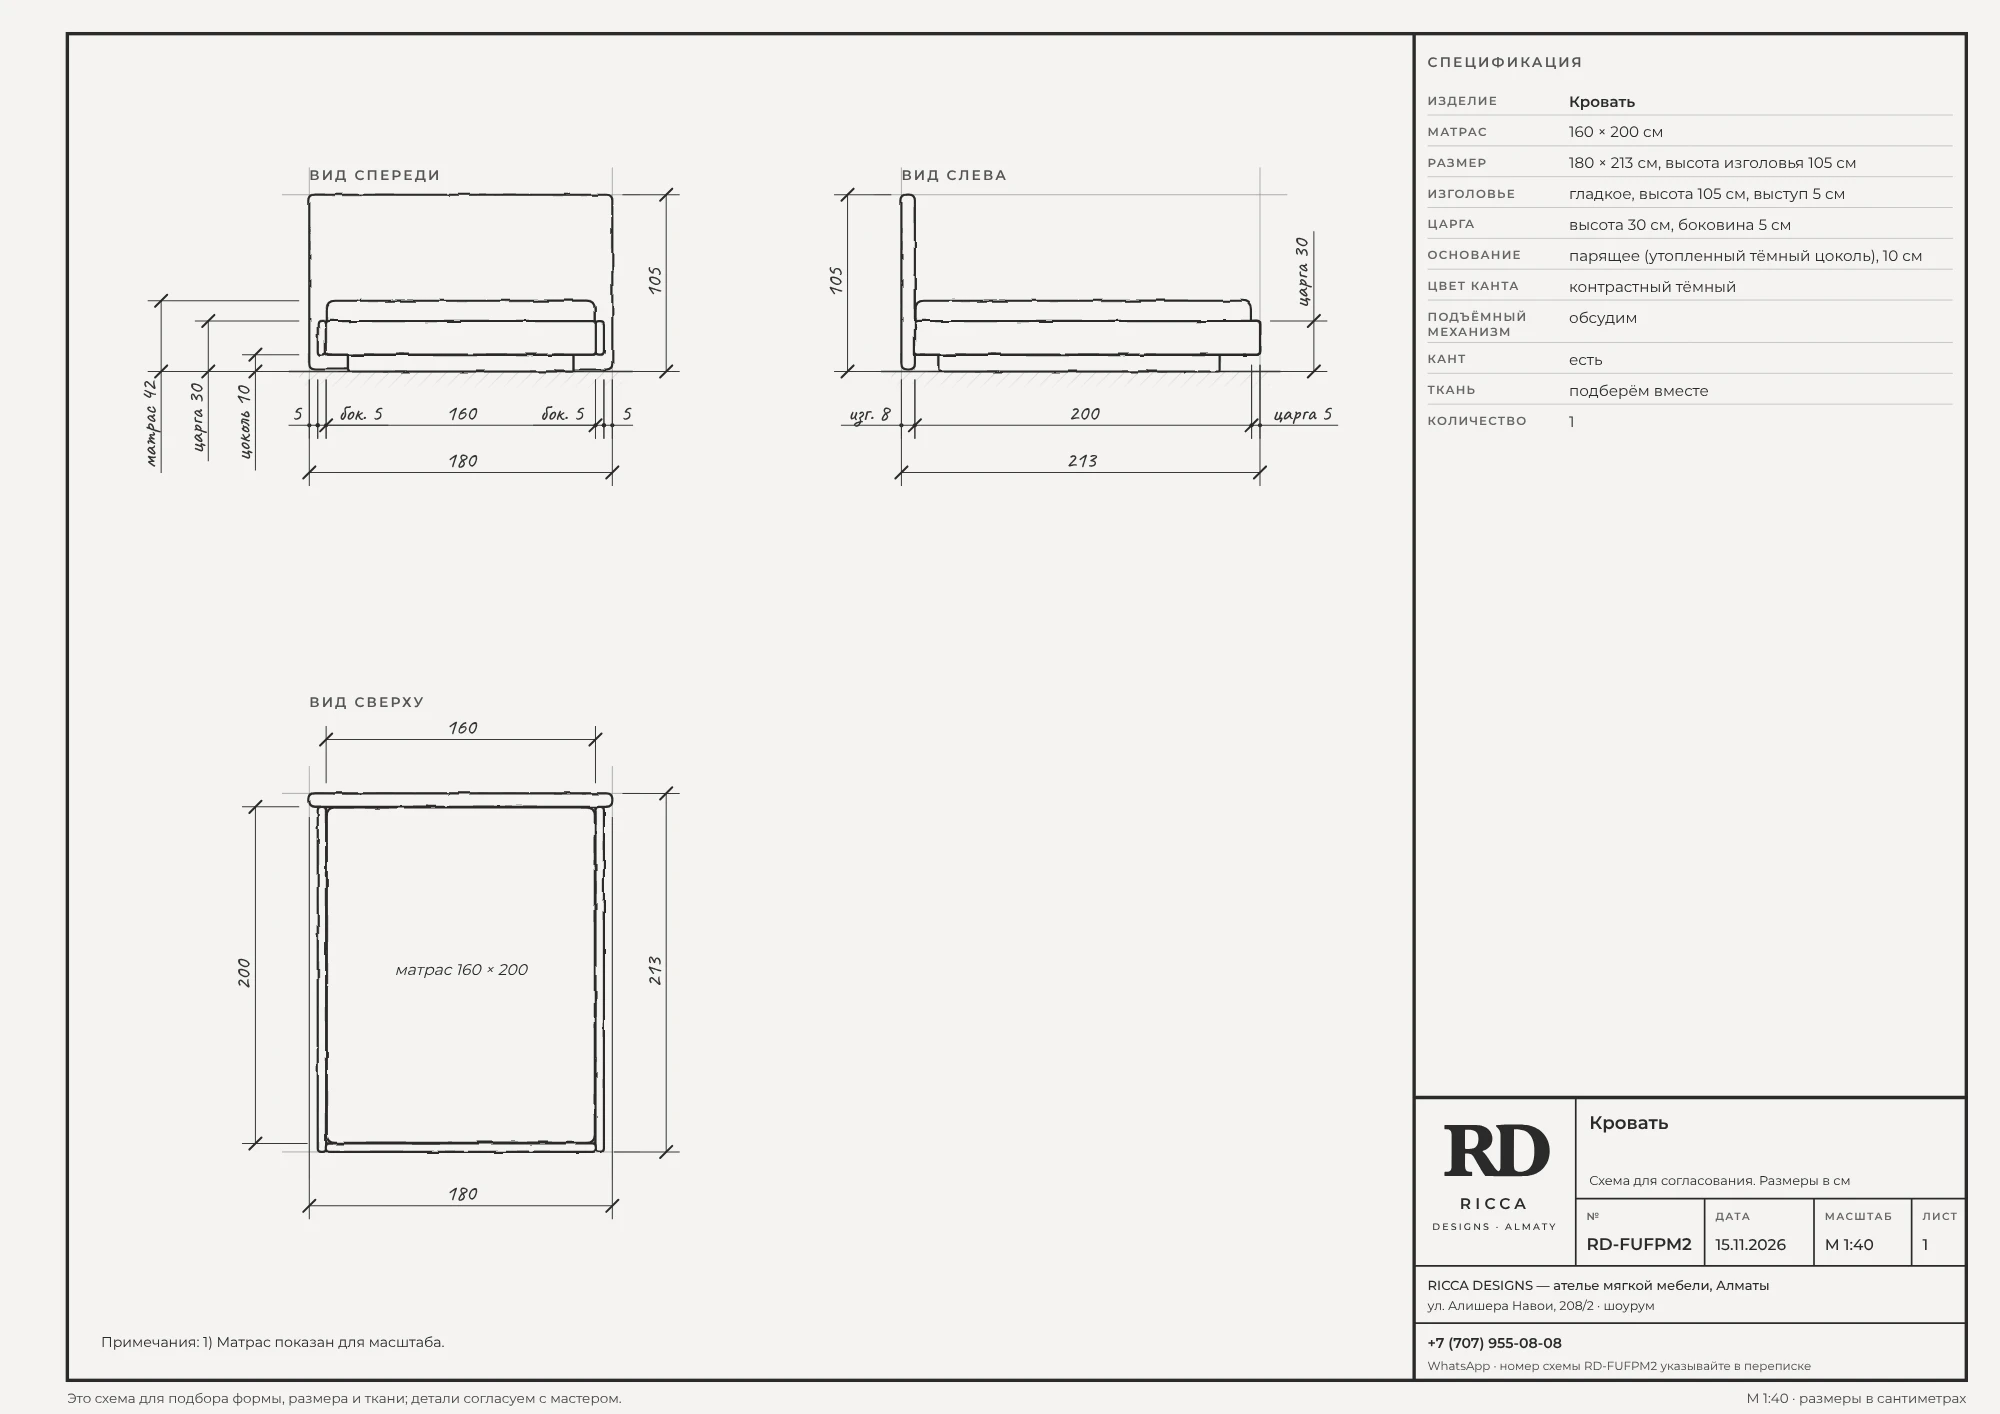 ВИД СПЕРЕДИ
105
матрас 42
царга 30
цоколь 10
5
бок. 5
160
бок. 5
5
180
ВИД СЛЕВА
105
царга 30
изг. 8
200
царга 5
213
ВИД СВЕРХУ
160
200
матрас 160 × 200
213
180
Примечания: 1) Матрас показан для масштаба.
СПЕЦИФИКАЦИЯ
ИЗДЕЛИЕ Кровать
МАТРАС 160 × 200 см
РАЗМЕР 180 × 213 см, высота изголовья 105 см
ИЗГОЛОВЬЕ гладкое, высота 105 см, выступ 5 см
ЦАРГА высота 30 см, боковина 5 см
ОСНОВАНИЕ парящее (утопленный тёмный цоколь), 10 см
ЦВЕТ КАНТА контрастный тёмный
ПОДЪЁМНЫЙ МЕХАНИЗМ обсудим
КАНТ есть
ТКАНЬ подберём вместе
КОЛИЧЕСТВО 1
RD
RICCA
DESIGNS · ALMATY
Кровать
Схема для согласования. Размеры в см
№ ДАТА МАСШТАБ ЛИСТ
RD-FUFPM2 15.11.2026 М 1:40 1
RICCA DESIGNS — ателье мягкой мебели, Алматы
ул. Алишера Навои, 208/2 · шоурум
+7 (707) 955-08-08
WhatsApp · номер схемы RD-FUFPM2 указывайте в переписке
Это схема для подбора формы, размера и ткани; детали согласуем с мастером.
М 1:40 · размеры в сантиметрах